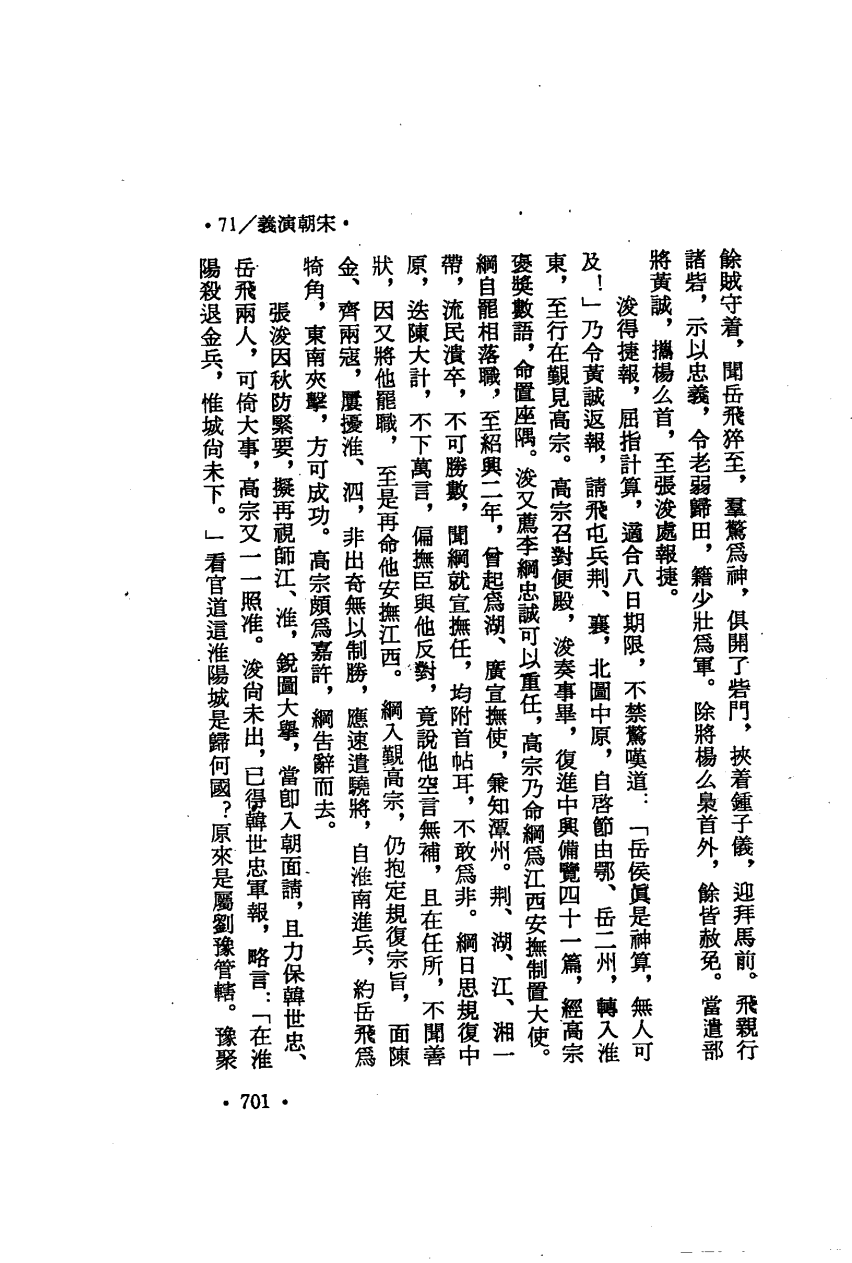 •71/義演朝宋•
餘賊守着，聞岳飛猝至，羣驚爲神，俱開了砦門，挾着鍾子儀，迎拜馬前。飛親行
諸砦，示以忠義，令老弱歸田，籍少壯爲軍。除將楊么梟首外，餘皆赦免。當遣部
將黃誠，攜楊么首，至張浚處報捷。
浚得捷報，屈指計算，適合八日期限，不禁驚嘆道：「岳侯眞是神算，無人可
及！」乃令黃誠返報，請飛屯兵荆、襄，北圖中原，自啓節由鄂、岳二州，轉入淮
東，至行在覲見高宗。高宗召對便殿，浚奏事畢，復進中興備覽四十一篇，經高宗
褒獎數語，命置座隅。浚又薦李綱忠誠可以重任，高宗乃命綱爲江西安撫制置大使。
綱自罷相落職，至紹興二年，曾起爲湖、廣宣撫使，兼知潭州。荆、湖、江、湘一
帶，流民潰卒，不可勝數，聞綱就宣撫任，均附首帖耳，不敢爲非。綱日思規復中
原，迭陳大計，不下萬言，偏撫臣與他反對，竟說他空言無補，且在任所，不聞善
狀，因又將他罷職，至是再命他安撫江西。綱入覲高宗，仍抱定規復宗旨，面陳
金、齊兩寇，屢擾淮、泗，非出奇無以制勝，應速遣驍將，自淮南進兵，約岳飛爲
犄角，東南夾擊，方可成功。高宗頗爲嘉許，綱告辭而去。
張浚因秋防緊要，擬再視師江、淮，銳圖大擧，當卽入朝面請，且力保韓世忠、
岳飛兩人，可倚大事，高宗又一一照准。浚尙未出，已得韓世忠軍報，略言：「在淮
陽殺退金兵，惟城尙未下。」看官道這淮陽城是歸何國？原來是屬劉豫管轄。豫聚
•701•